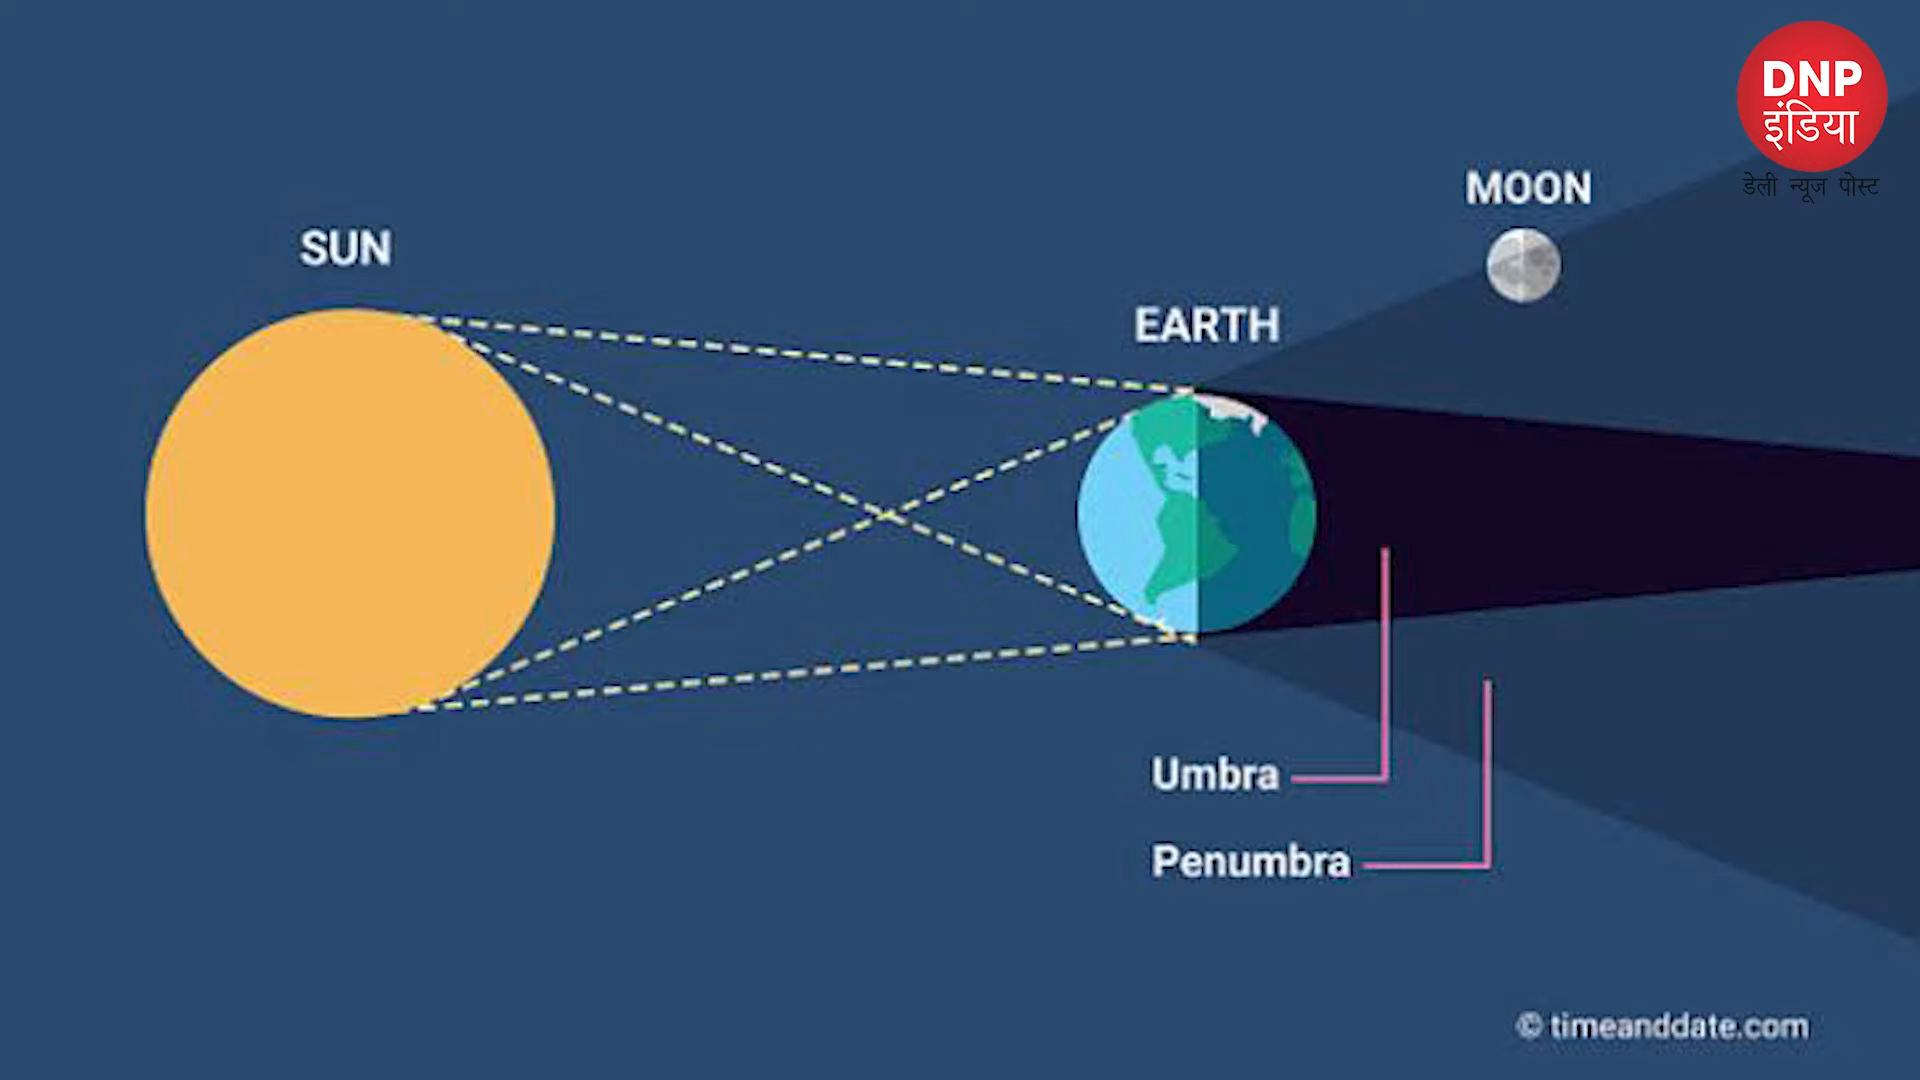 DNP
इंडिया
डेली न्यूज पोस्ट
MOON
SUN
EARTH
Umbra
Penumbra
© timeanddate.com